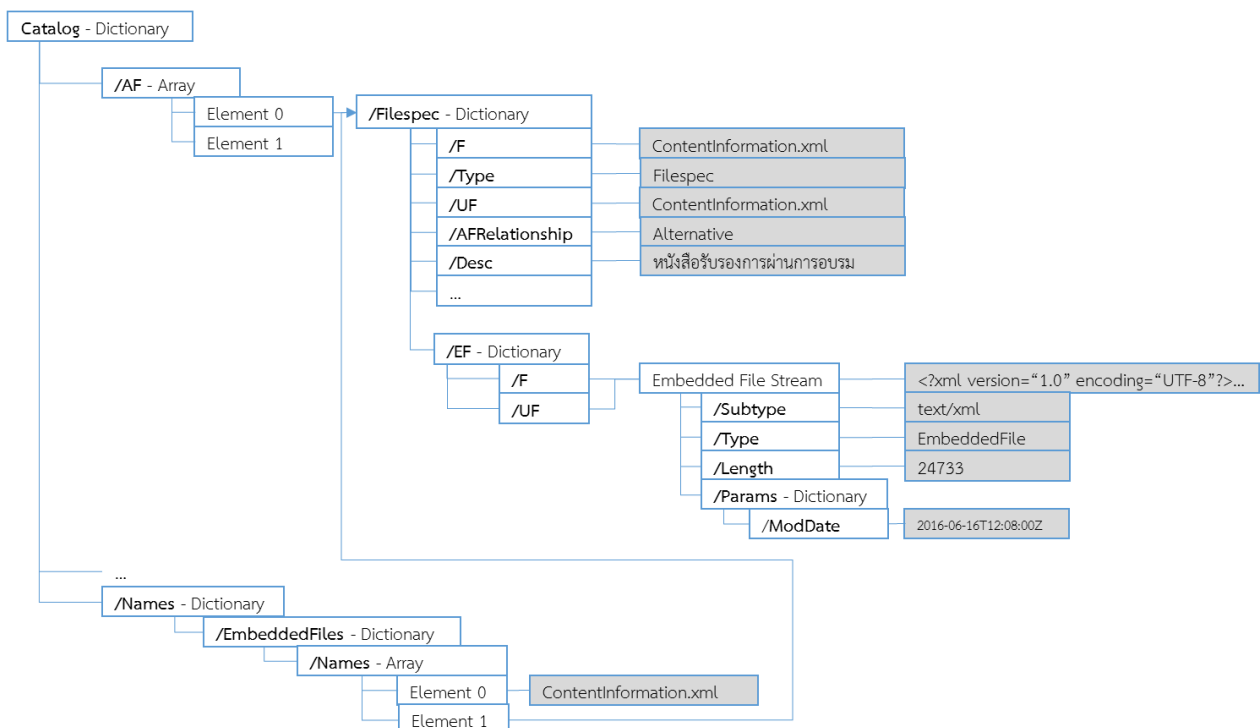 Catalog - Dictionary
/AF - Array
Element 0
Element 1
/Filespec - Dictionary
/F
ContentInformation.xml
/Type
Filespec
/UF
ContentInformation.xml
/AFRelationship
Alternative
/Desc
หนังสือรับรองการผ่านการอบรม
...
/EF - Dictionary
/F
/UF
Embedded File Stream
<?xml version=“1.0” encoding=“UTF-8”?>...
/Subtype
text/xml
/Type
EmbeddedFile
/Length
24733
/Params - Dictionary
/ModDate
2016-06-16T12:08:00Z
...
/Names - Dictionary
/EmbeddedFiles - Dictionary
/Names - Array
Element 0
ContentInformation.xml
Element 1